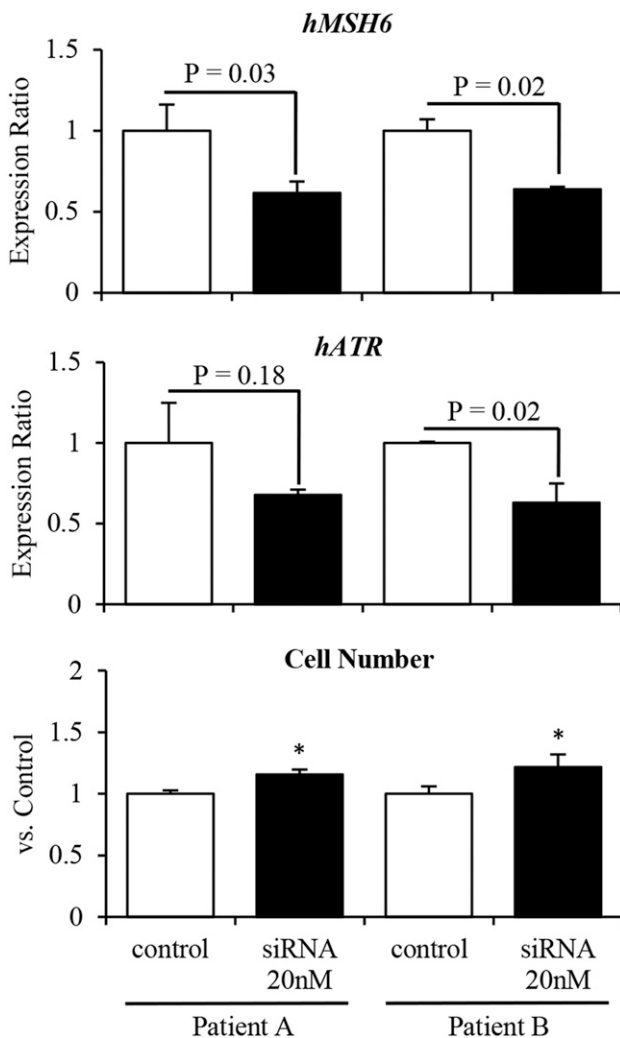 hMSH6
Expression Ratio
1.5
1
0.5
0
P = 0.03
P = 0.02
hATR
Expression Ratio
1.5
1
0.5
0
P = 0.18
P = 0.02
Cell Number
vs. Control
2
1.5
1
0.5
0
*
*
control
siRNA
20nM
control
siRNA
20nM
Patient A
Patient B